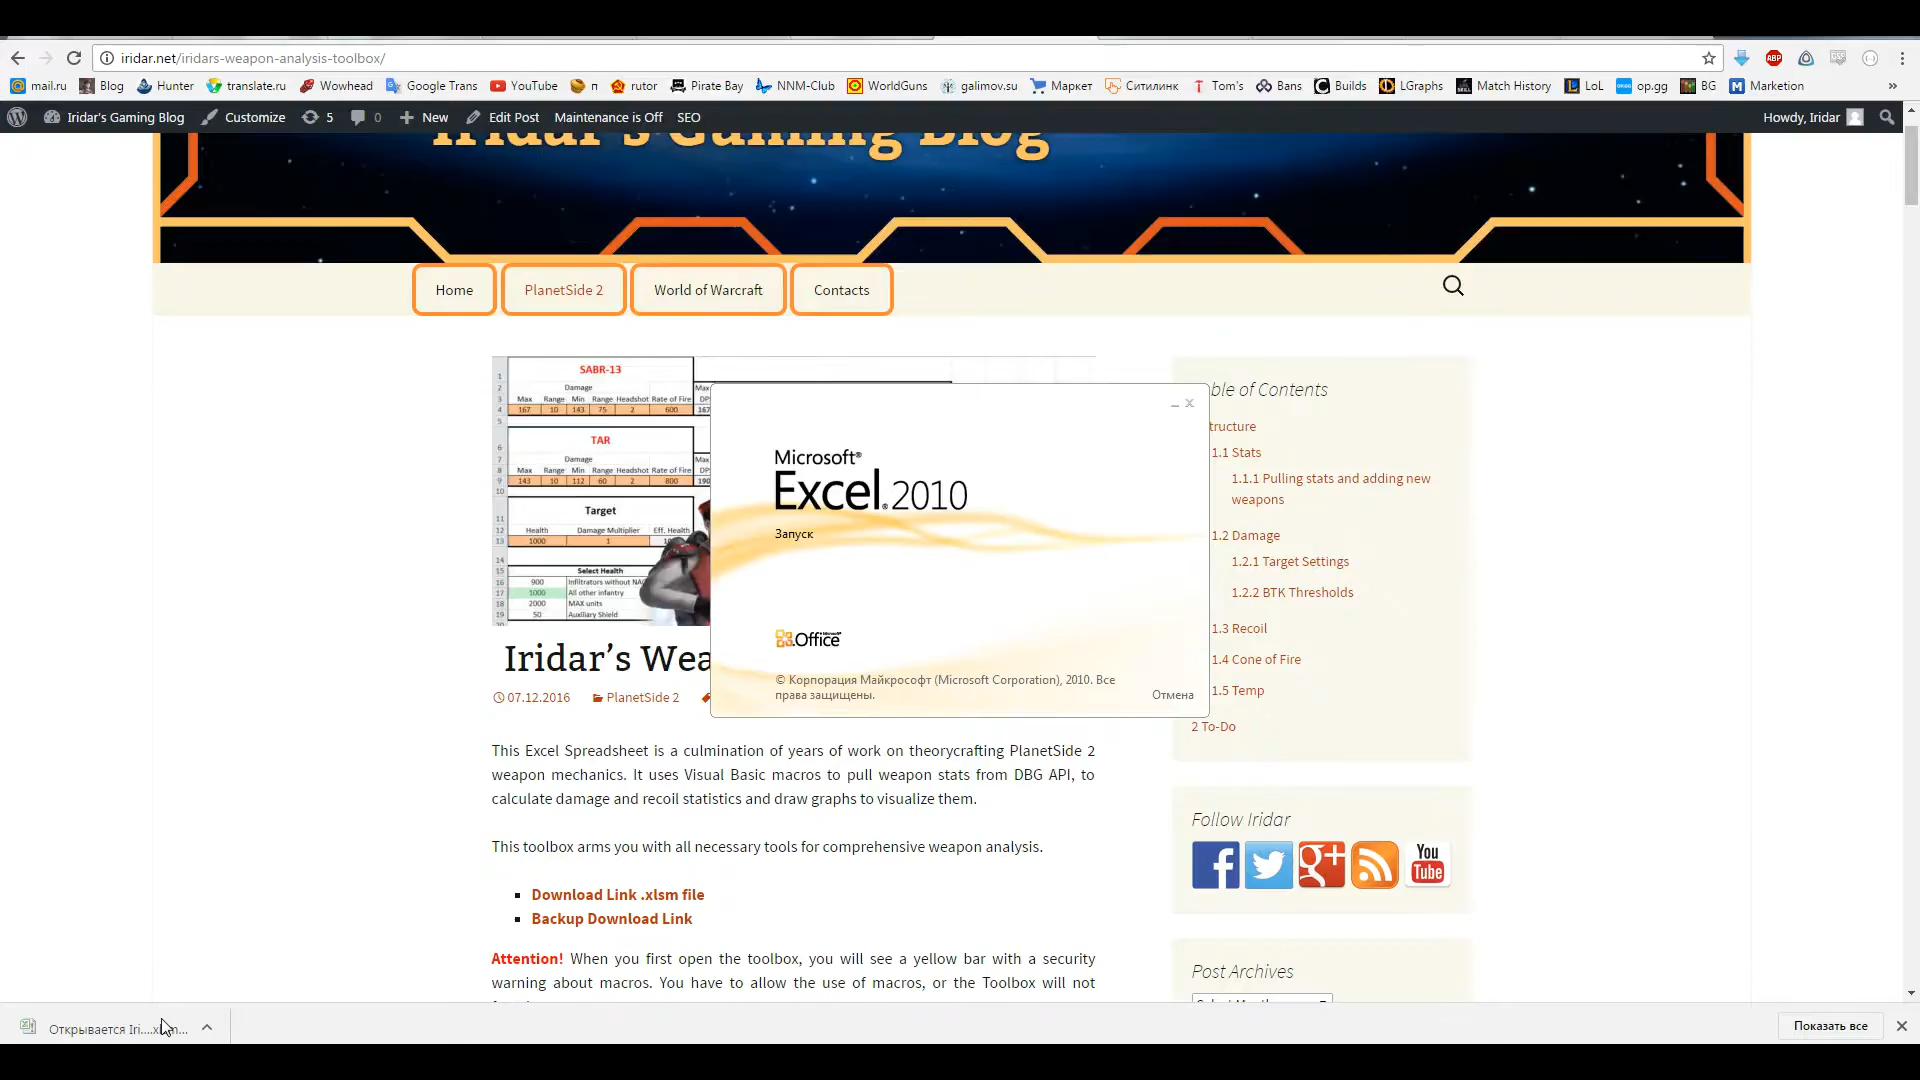 iridar.net/iridars-weapon-analysis-toolbox/
ABP
mail.ru Blog Hunter translate.ru Wowhead Google Trans YouTube п rutor Pirate Bay NNM-Club WorldGuns galimov.su Маркет Ситилинк Tom's Bans Builds LGraphs Match History LoL op.gg BG Marketion »
Iridar's Gaming Blog Customize 5 0 New Edit Post Maintenance is Off SEO Howdy, Iridar
Iridar's Gaming Blog
Home PlanetSide 2 World of Warcraft Contacts
SABR-13
Damage
Max Range Min Range Headshot Rate of Fire
167 10 143 75 2 600
TAR
Damage
Max Range Min Range Headshot Rate of Fire
143 10 112 60 2 800
Target
Health Damage Multiplier Eff. Health
1000 1
Select Health
900 Infiltrators without
1000 All other infantry
2000 MAX units
50 Auxiliary Shield
Microsoft®
Excel® 2010
Запуск
Office
© Корпорация Майкрософт (Microsoft Corporation), 2010. Все
права защищены.
Отмена
Iridar's Wea
07.12.2016 PlanetSide 2
This Excel Spreadsheet is a culmination of years of work on theorycrafting PlanetSide 2
weapon mechanics. It uses Visual Basic macros to pull weapon stats from DBG API, to
calculate damage and recoil statistics and draw graphs to visualize them.
This toolbox arms you with all necessary tools for comprehensive weapon analysis.
▪ Download Link .xlsm file
▪ Backup Download Link
Attention! When you first open the toolbox, you will see a yellow bar with a security
warning about macros. You have to allow the use of macros, or the Toolbox will not
ble of Contents
tructure
1.1 Stats
1.1.1 Pulling stats and adding new
weapons
1.2 Damage
1.2.1 Target Settings
1.2.2 BTK Thresholds
1.3 Recoil
1.4 Cone of Fire
1.5 Temp
2 To-Do
Follow Iridar
You
Tube
Post Archives
Открывается Iri....xlsm...
Показать все